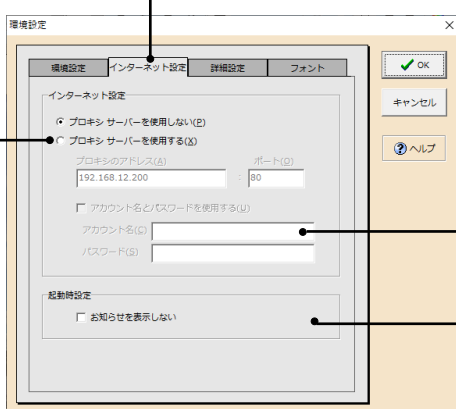 環境設定
環境設定 インターネット設定 詳細設定 フォント
OK
キャンセル
ヘルプ
インターネット設定
プロキシ サーバーを使用しない(P)
プロキシ サーバーを使用する(X)
プロキシのアドレス(A) ポート(O)
192.168.12.200 : 80
アカウント名とパスワードを使用する(U)
アカウント名(C)
パスワード(S)
起動時設定
お知らせを表示しない